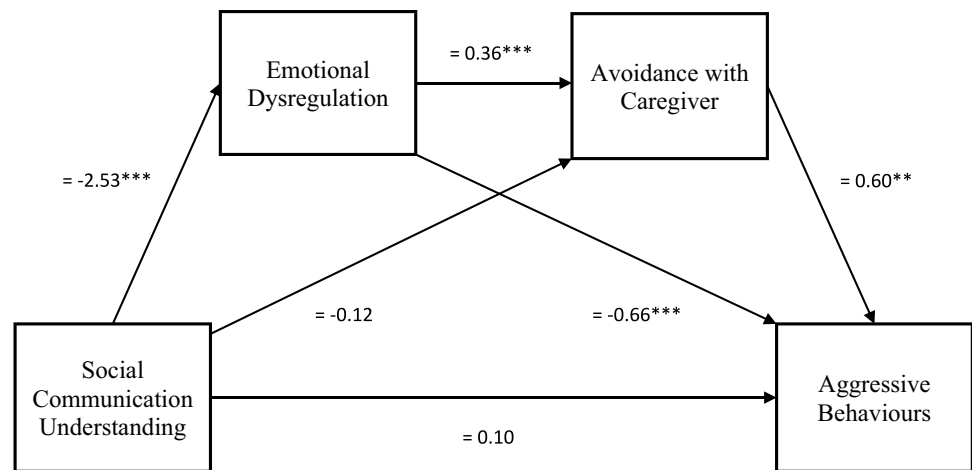 = 0.36***
Emotional
Dysregulation
Avoidance with
Caregiver
= -2.53***
= 0.60**
= -0.12
= -0.66***
Social
Communication
Understanding
Aggressive
Behaviours
= 0.10